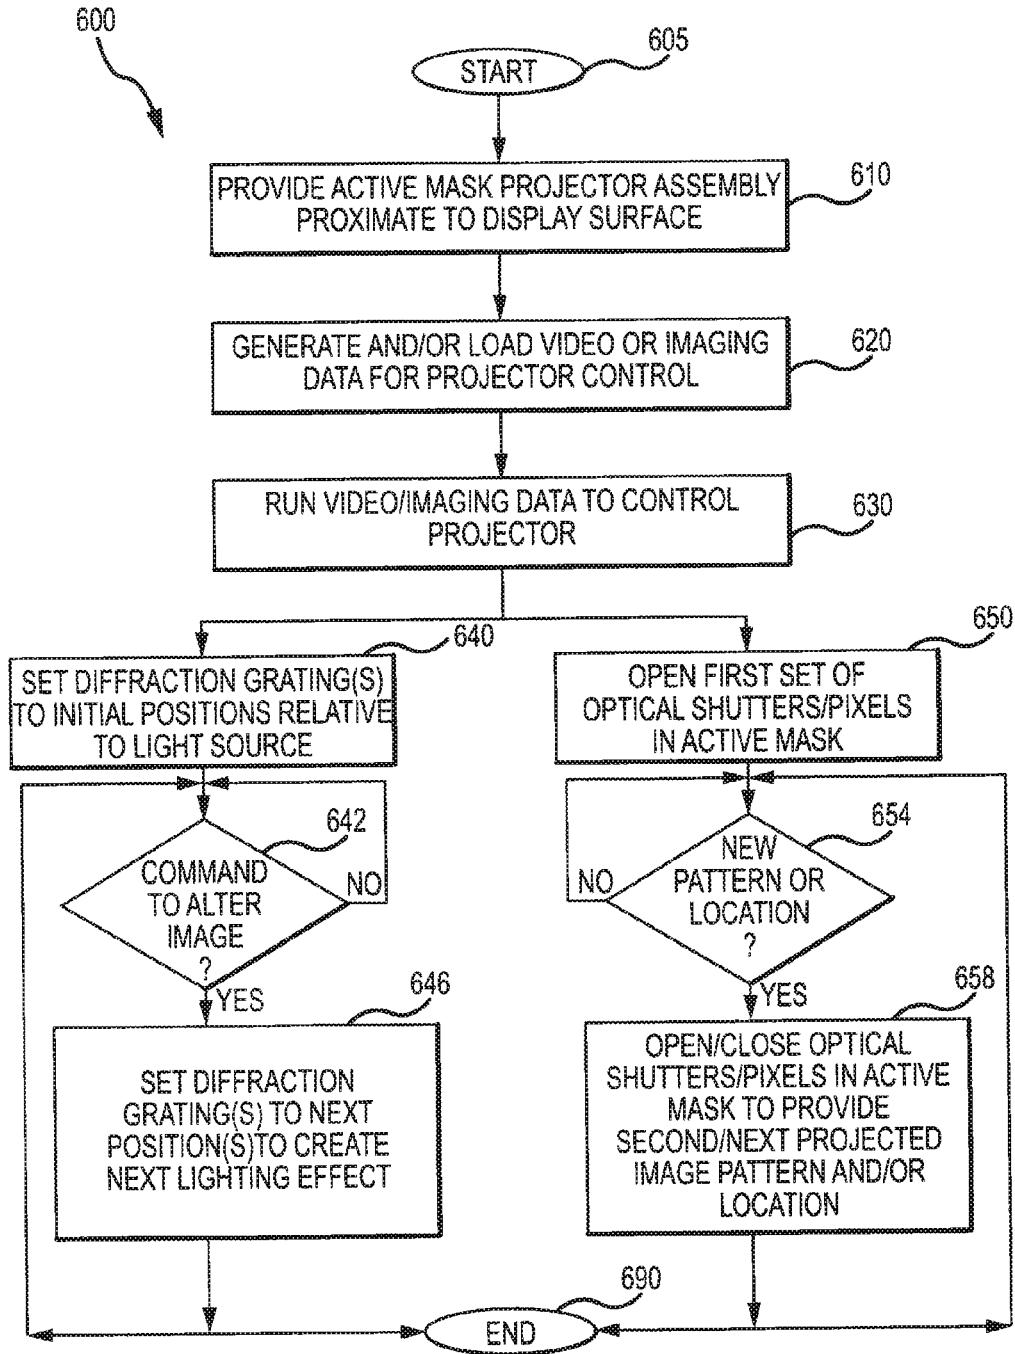 600
START
605
PROVIDE ACTIVE MASK PROJECTOR ASSEMBLY
PROXIMATE TO DISPLAY SURFACE
610
GENERATE AND/OR LOAD VIDEO OR IMAGING
DATA FOR PROJECTOR CONTROL
620
RUN VIDEO/IMAGING DATA TO CONTROL
PROJECTOR
630
640
SET DIFFRACTION GRATING(S)
TO INITIAL POSITIONS RELATIVE
TO LIGHT SOURCE
650
OPEN FIRST SET OF
OPTICAL SHUTTERS/PIXELS
IN ACTIVE MASK
642
COMMAND
TO ALTER
IMAGE
?
NO
YES
654
NEW
PATTERN OR
LOCATION
?
NO
YES
646
SET DIFFRACTION
GRATING(S) TO NEXT
POSITION(S)TO CREATE
NEXT LIGHTING EFFECT
658
OPEN/CLOSE OPTICAL
SHUTTERS/PIXELS IN ACTIVE
MASK TO PROVIDE
SECOND/NEXT PROJECTED
IMAGE PATTERN AND/OR
LOCATION
690
END